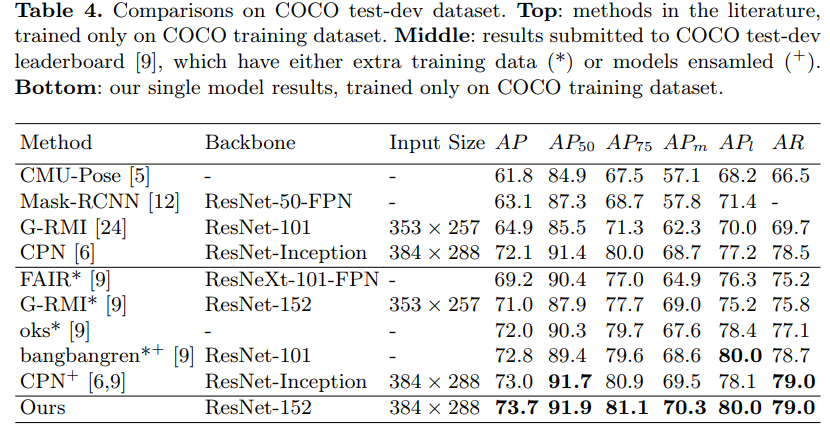 Table 4. Comparisons on COCO test-dev dataset. Top: methods in the literature,
trained only on COCO training dataset. Middle: results submitted to COCO test-dev
leaderboard [9], which have either extra training data (*) or models ensamled (+).
Bottom: our single model results, trained only on COCO training dataset.
Method Backbone Input Size AP AP50 AP75 APm APl AR
CMU-Pose [5] - - 61.8 84.9 67.5 57.1 68.2 66.5
Mask-RCNN [12] ResNet-50-FPN - 63.1 87.3 68.7 57.8 71.4 -
G-RMI [24] ResNet-101 353 × 257 64.9 85.5 71.3 62.3 70.0 69.7
CPN [6] ResNet-Inception 384 × 288 72.1 91.4 80.0 68.7 77.2 78.5
FAIR* [9] ResNeXt-101-FPN - 69.2 90.4 77.0 64.9 76.3 75.2
G-RMI* [9] ResNet-152 353 × 257 71.0 87.9 77.7 69.0 75.2 75.8
oks* [9] - - 72.0 90.3 79.7 67.6 78.4 77.1
bangbangren*+ [9] ResNet-101 - 72.8 89.4 79.6 68.6 80.0 78.7
CPN+ [6,9] ResNet-Inception 384 × 288 73.0 91.7 80.9 69.5 78.1 79.0
Ours ResNet-152 384 × 288 73.7 91.9 81.1 70.3 80.0 79.0